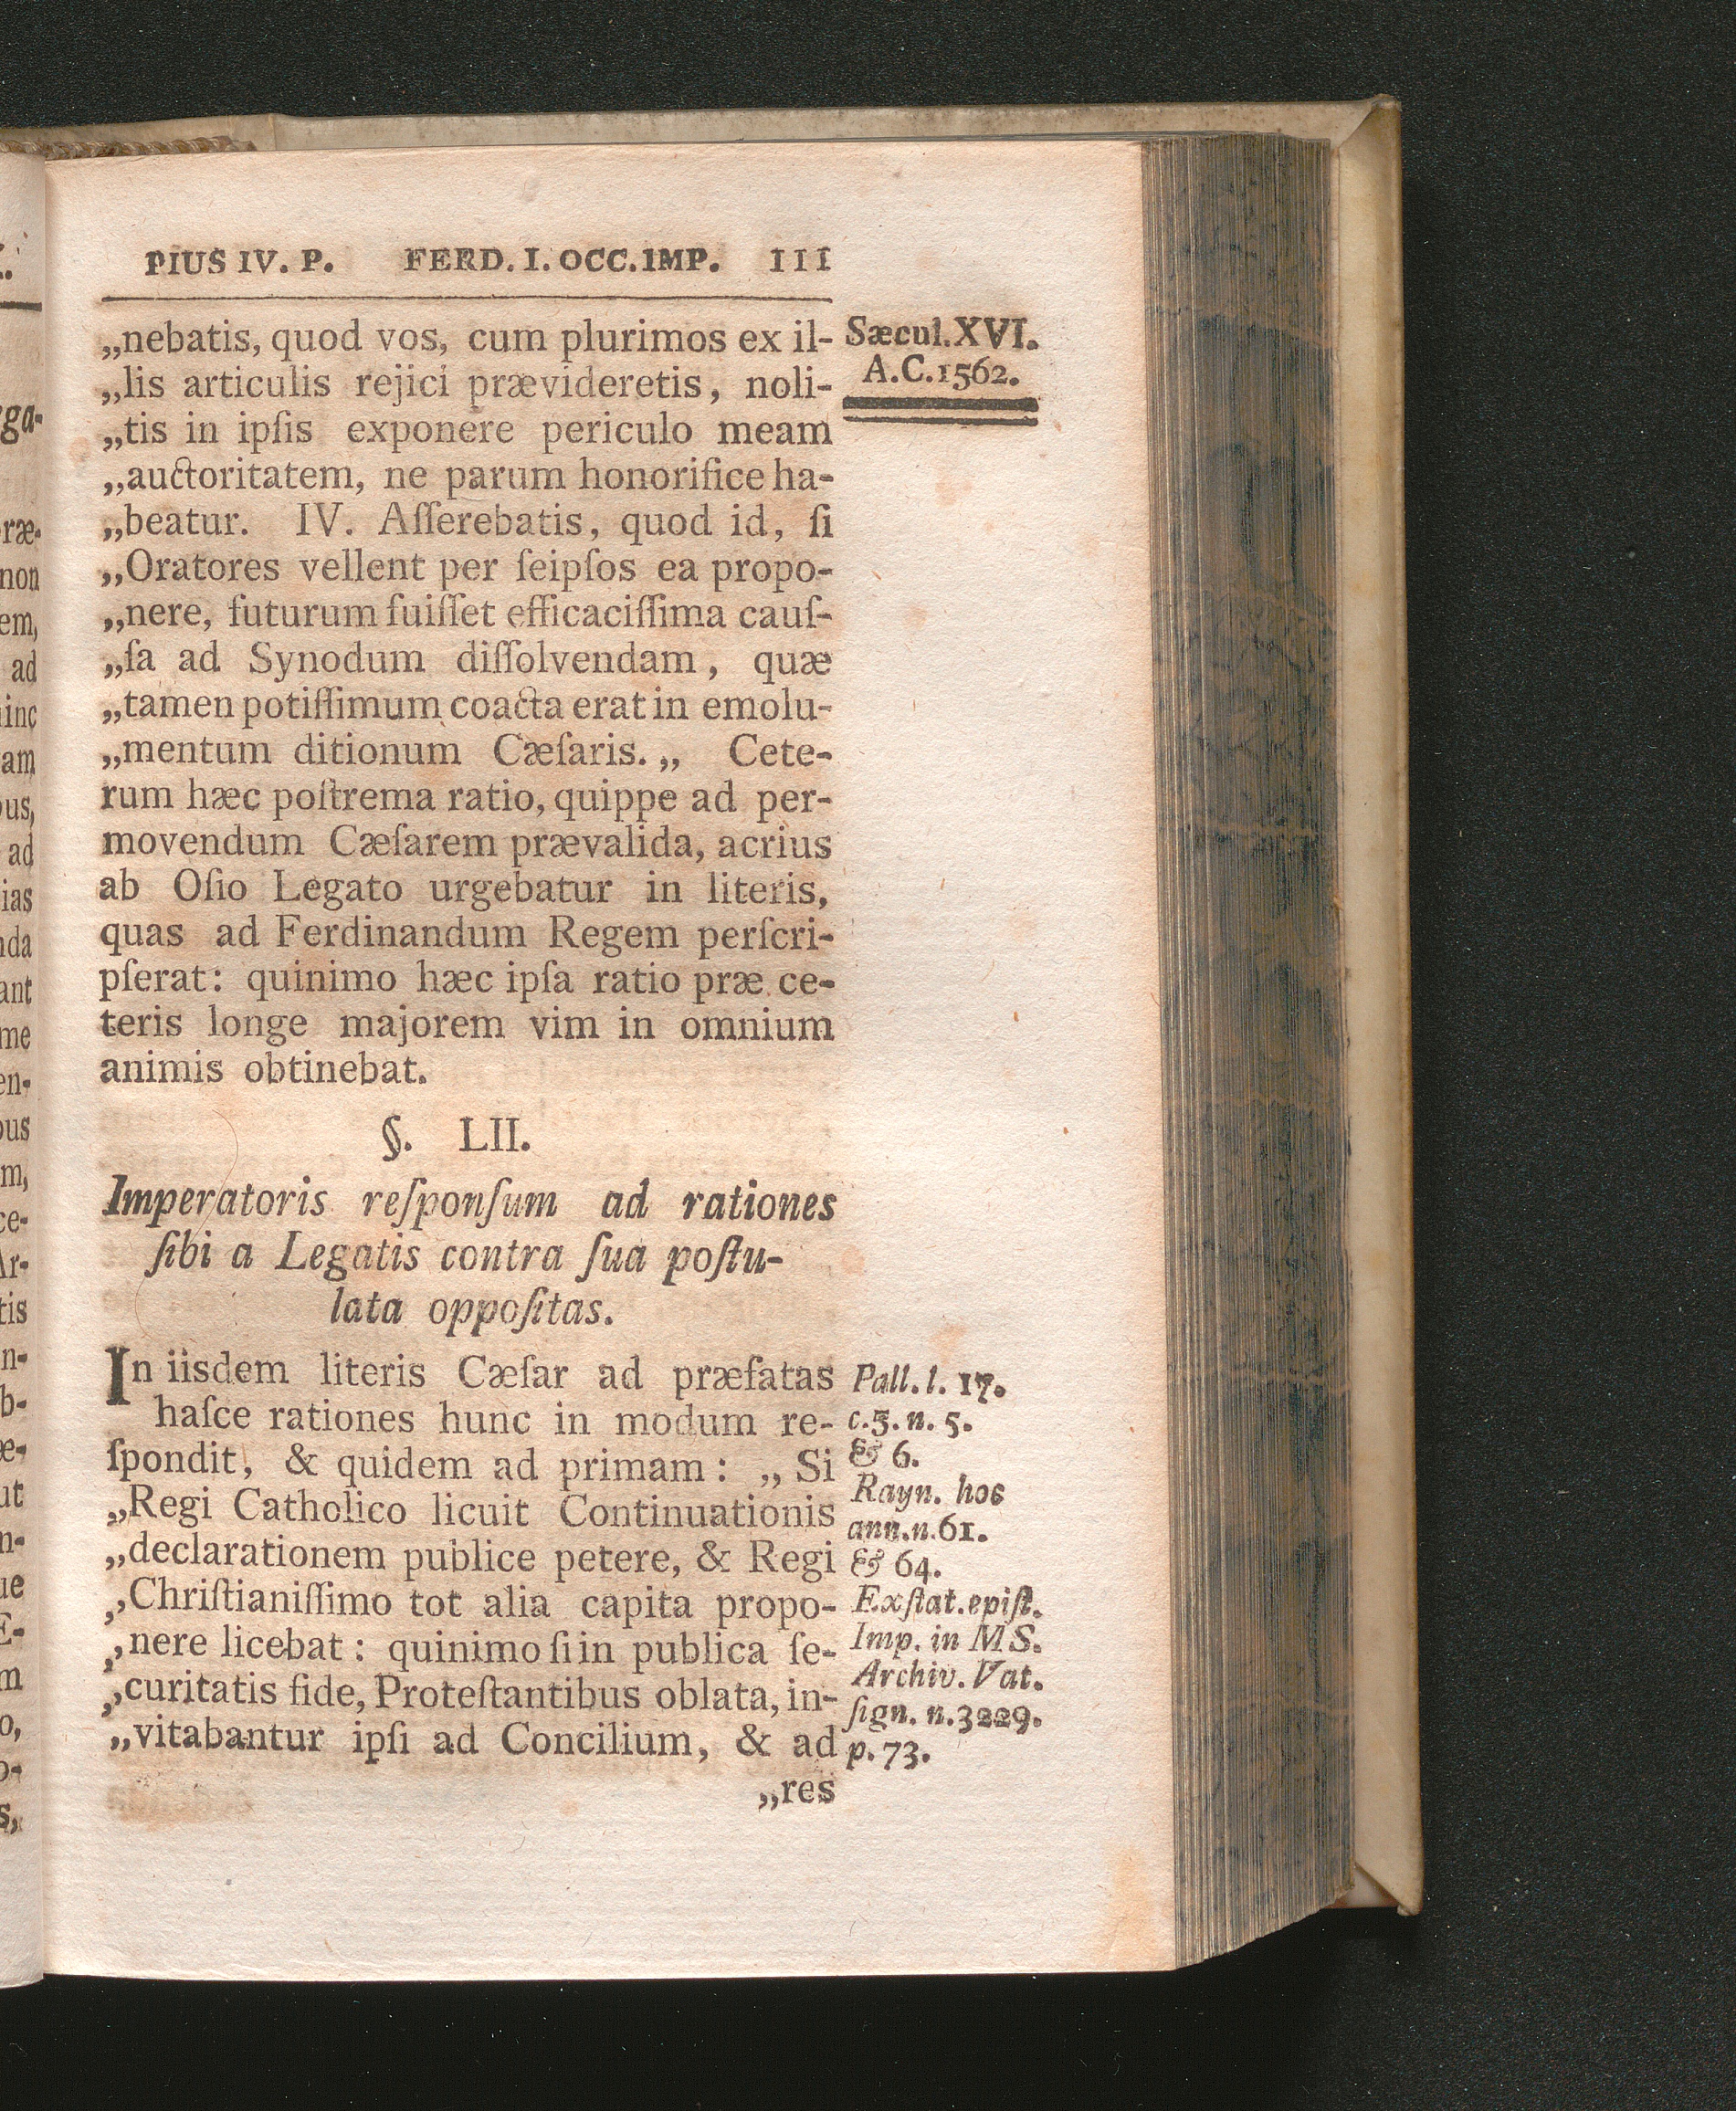 PIUS IV. P. FERD. I. OCC. IMP. 111
Sæcul. XVI.
A.C. 1562.
„nebatis, quod vos, cum plurimos ex il-
„lis articulis rejici prævideretis, noli-
„tis in ipſis exponere periculo meam
„auctoritatem, ne parum honorifice ha-
„beatur. IV. Aſſerebatis, quod id, ſi
„Oratores vellent per ſeipſos ea propo-
„nere, futurum fuiſſet efficaciſſima cauſ-
„ſa ad Synodum diſſolvendam, quæ
„tamen potiſſimum coacta erat in emolu-
„mentum ditionum Cæſaris. „ Cete-
rum hæc poſtrema ratio, quippe ad per-
movendum Cæſarem prævalida, acrius
ab Oſio Legato urgebatur in literis,
quas ad Ferdinandum Regem perſcri-
pſerat: quinimo hæc ipſa ratio præ ce-
teris longe majorem vim in omnium
animis obtinebat.
§. LII.
Imperatoris reſponſum ad rationes
ſibi a Legatis contra ſua poſtu-
lata oppoſitas.
In iisdem literis Cæſar ad præfatas
haſce rationes hunc in modum re-
ſpondit, & quidem ad primam: „ Si
„Regi Catholico licuit Continuationis
„declarationem publice petere, & Regi
„Chriſtianiſſimo tot alia capita propo-
„nere licebat: quinimo ſi in publica ſe-
„curitatis fide, Proteſtantibus oblata, in-
„vitabantur ipſi ad Concilium, & ad
„res
Pall. l. 17.
c. 5. n. 5.
& 6.
Rayn. hoc
ann. n. 61.
& 64.
Exſtat. epiſt.
Imp. in MS.
Archiv. Vat.
ſign. n. 3229.
p. 73.